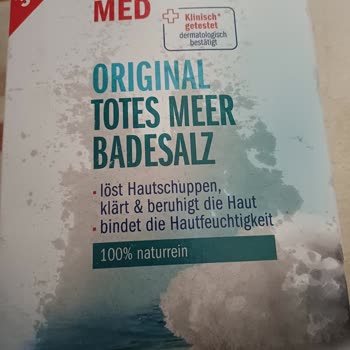 MED
Klinisch*
getestet
dermatologisch
bestätigt
ORIGINAL
TOTES MEER
BADESALZ
· löst Hautschuppen,
klärt & beruhigt die Haut
· bindet die Hautfeuchtigkeit
100% naturrein